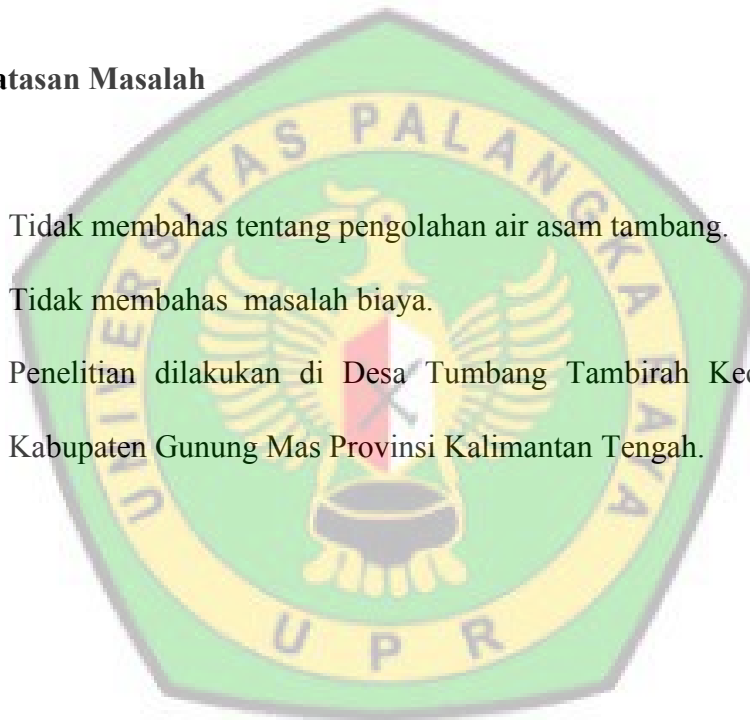 atasan Masalah
UNIVERSITAS PALANGKA RAYA
Tidak membahas tentang pengolahan air asam tambang.
Tidak membahas masalah biaya.
Penelitian dilakukan di Desa Tumbang Tambirah Kec
Kabupaten Gunung Mas Provinsi Kalimantan Tengah.
UPR